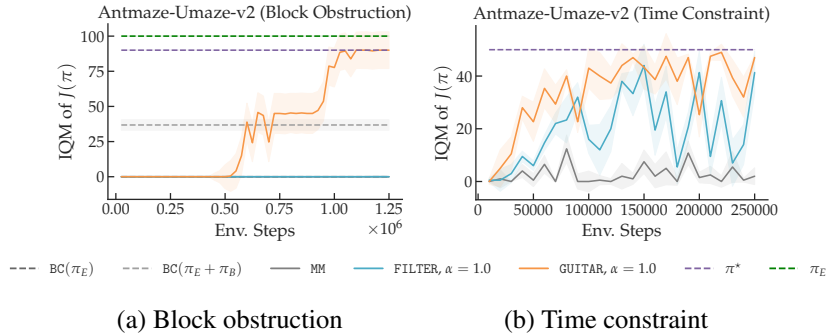 Antmaze-Umaze-v2 (Block Obstruction)
IQM of J(π)
100
75
50
25
0
0.0
0.25
0.50
0.75
1.00
1.25
×10⁶
Env. Steps
Antmaze-Umaze-v2 (Time Constraint)
IQM of J(π)
40
20
0
0
50000
100000
150000
200000
250000
Env. Steps
BC(π_E)
BC(π_E + π_B)
MM
FILTER, α = 1.0
GUITAR, α = 1.0
π⋆
π_E
(a) Block obstruction
(b) Time constraint